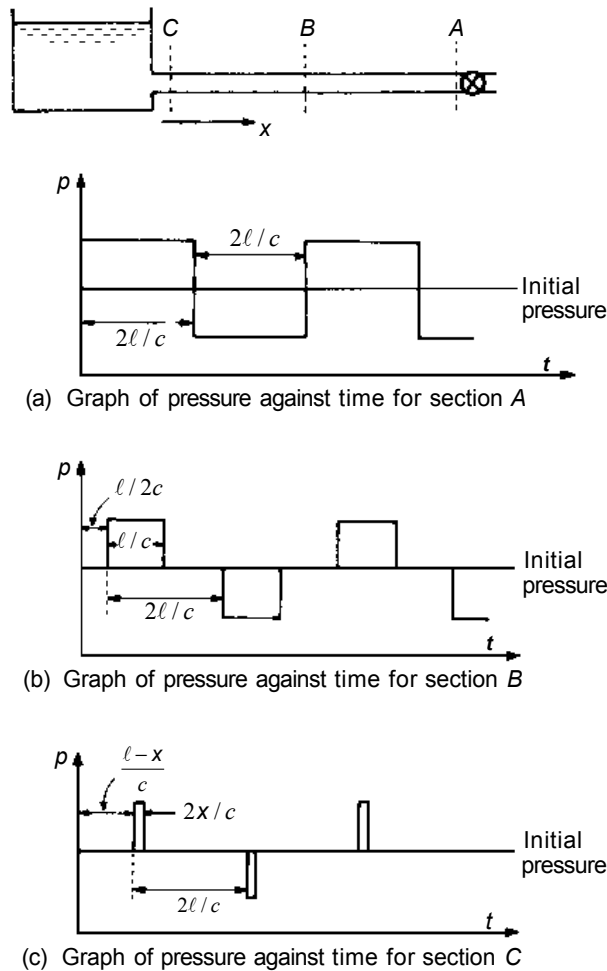 C B A
x
p
2ℓ/c
Initial
pressure
2ℓ/c
t
(a) Graph of pressure against time for section A
p
ℓ/2c
ℓ/c
Initial
pressure
2ℓ/c
t
(b) Graph of pressure against time for section B
p
ℓ−x
c
2x/c
Initial
pressure
2ℓ/c
t
(c) Graph of pressure against time for section C